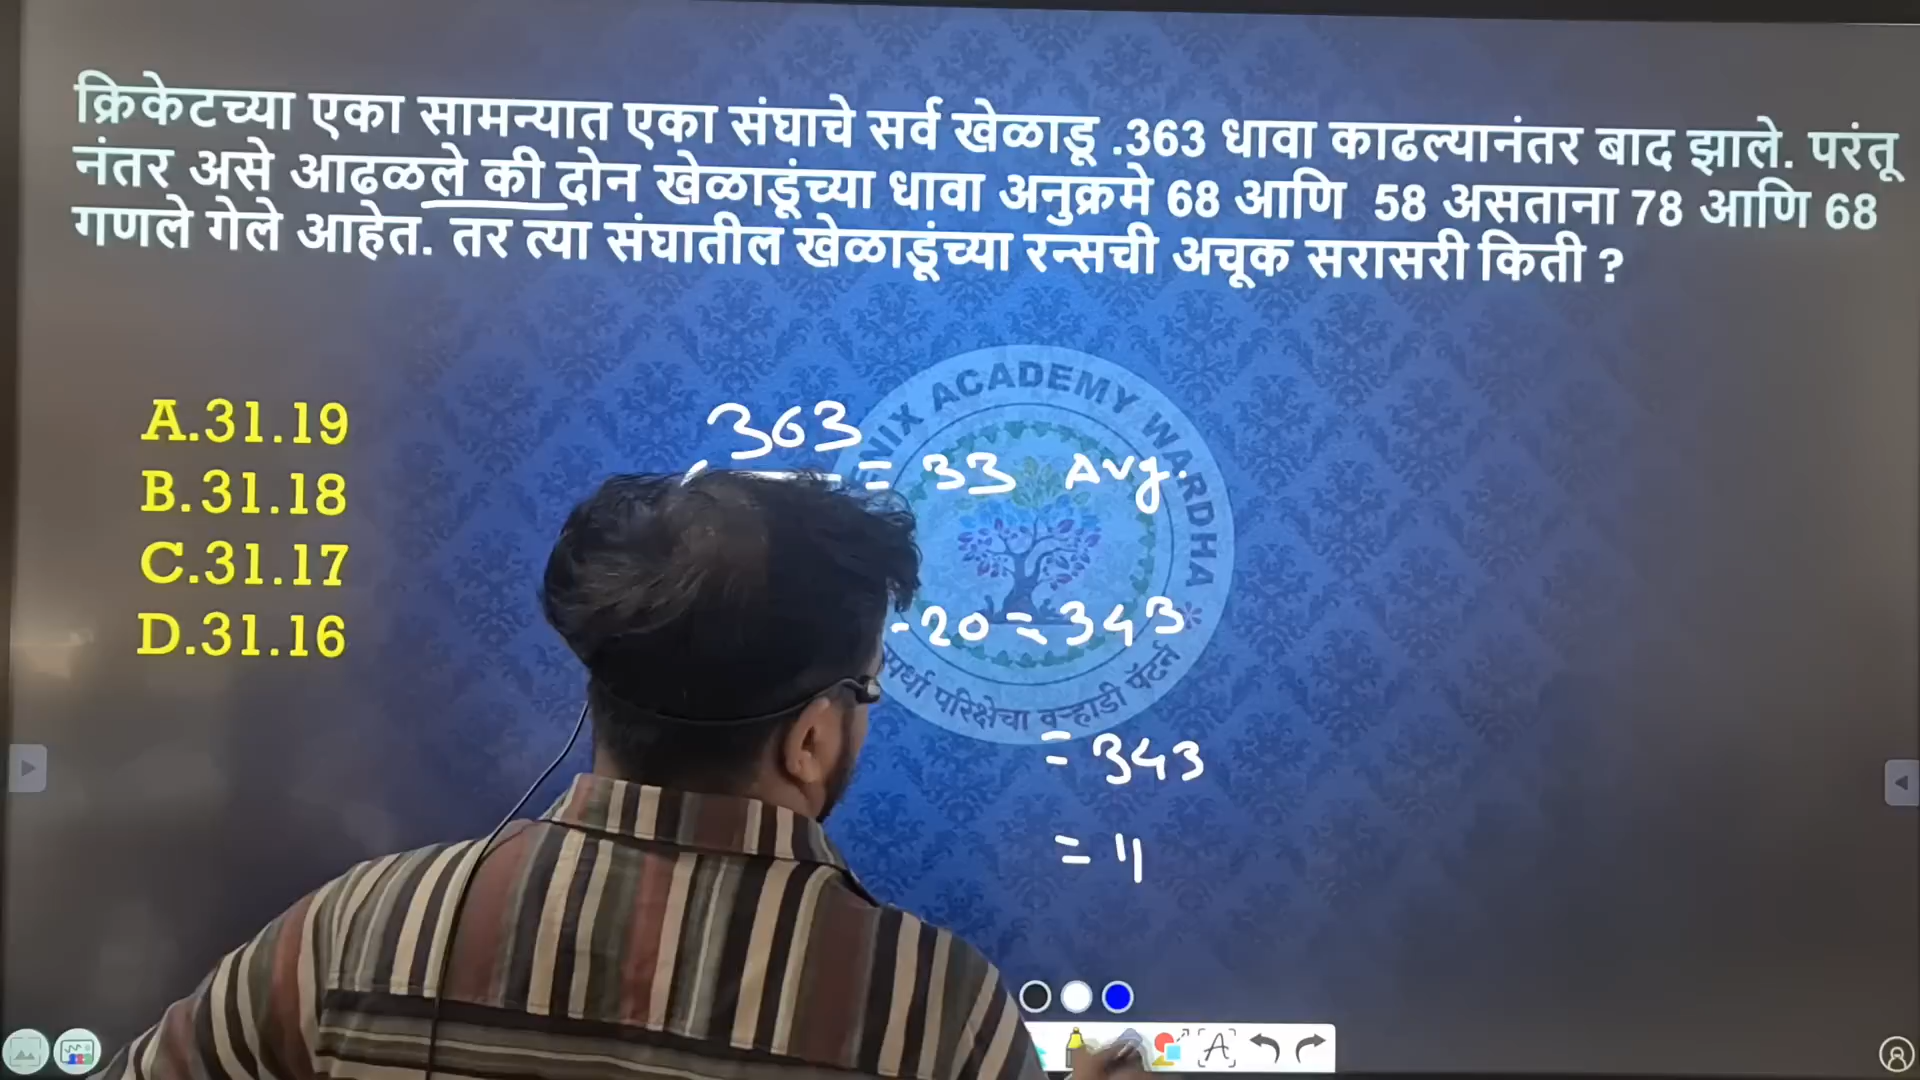 क्रिकेटच्या एका सामन्यात एका संघाचे सर्व खेळाडू .363 धावा काढल्यानंतर बाद झाले. परंतू
नंतर असे आढळले की दोन खेळाडूंच्या धावा अनुक्रमे 68 आणि 58 असताना 78 आणि 68
गणले गेले आहेत. तर त्या संघातील खेळाडूंच्या रन्सची अचूक सरासरी किती ?
A.31.19
B.31.18
C.31.17
D.31.16
363
= 33 Avg.
-20 = 343
= 343
= 11
NIX ACADEMY WARDHA
स्पर्धा परिक्षेचा वऱ्हाडी पॅटर्न